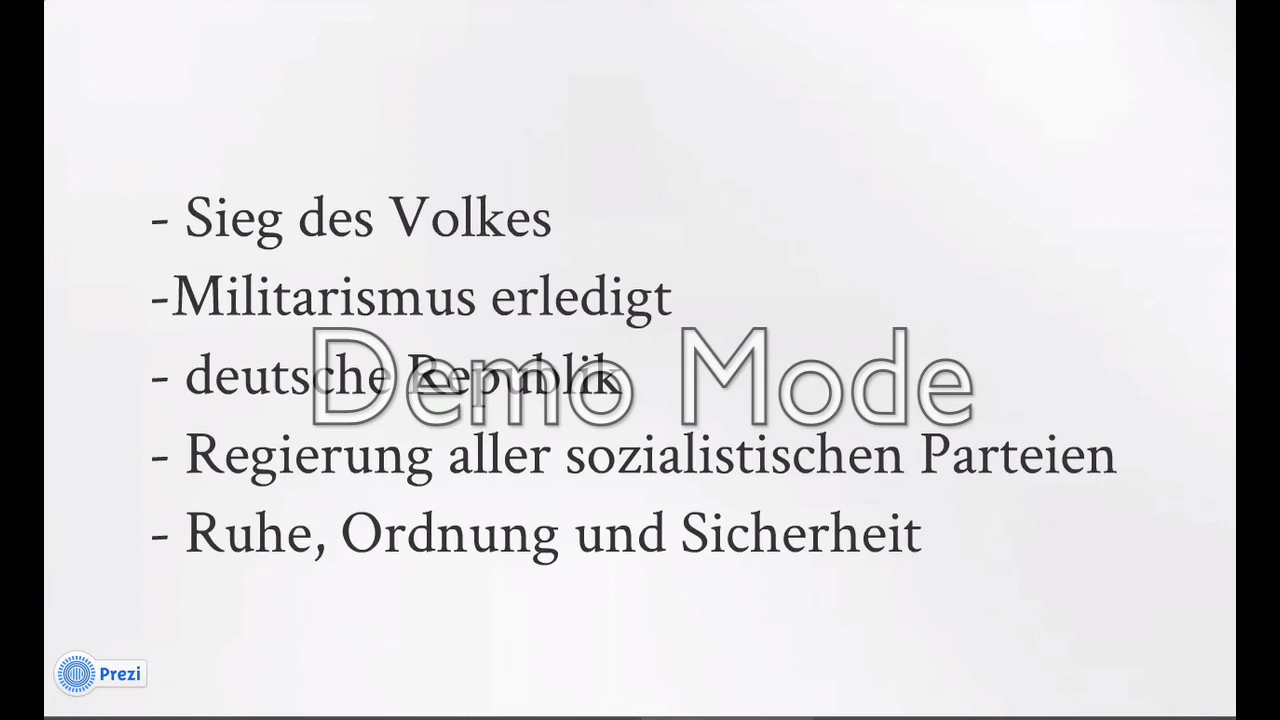 - Sieg des Volkes
-Militarismus erledigt
- deutsche Republik
Demo Mode
- Regierung aller sozialistischen Parteien
- Ruhe, Ordnung und Sicherheit
Prezi